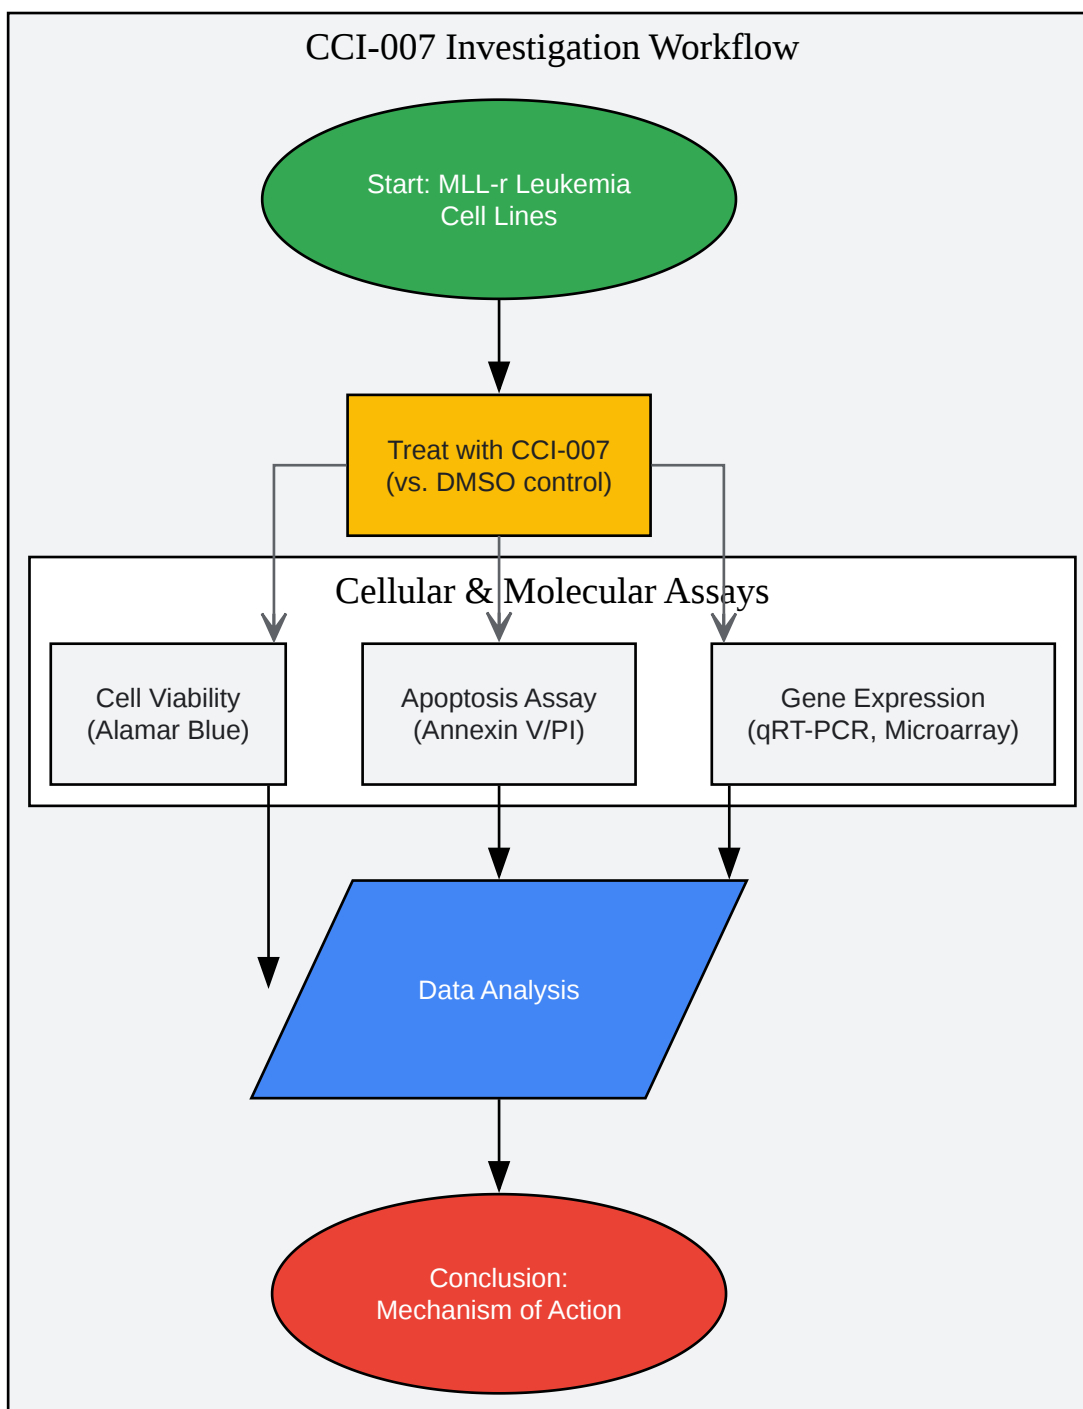 CCI-007 Investigation Workflow
Start: MLL-r Leukemia
Cell Lines
Treat with CCI-007
(vs. DMSO control)
Cellular & Molecular Assays
Cell Viability
(Alamar Blue)
Apoptosis Assay
(Annexin V/PI)
Gene Expression
(qRT-PCR, Microarray)
Data Analysis
Conclusion:
Mechanism of Action